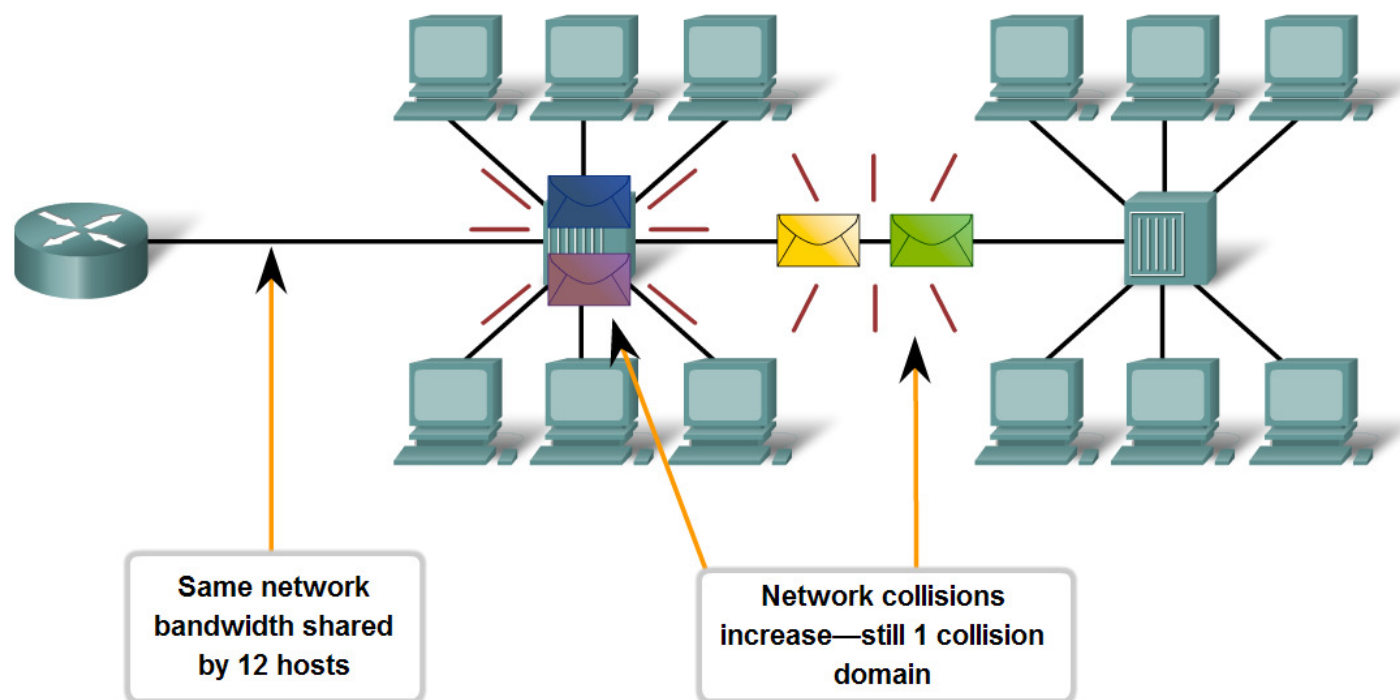 Same network
bandwidth shared
by 12 hosts
Network collisions
increase—still 1 collision
domain